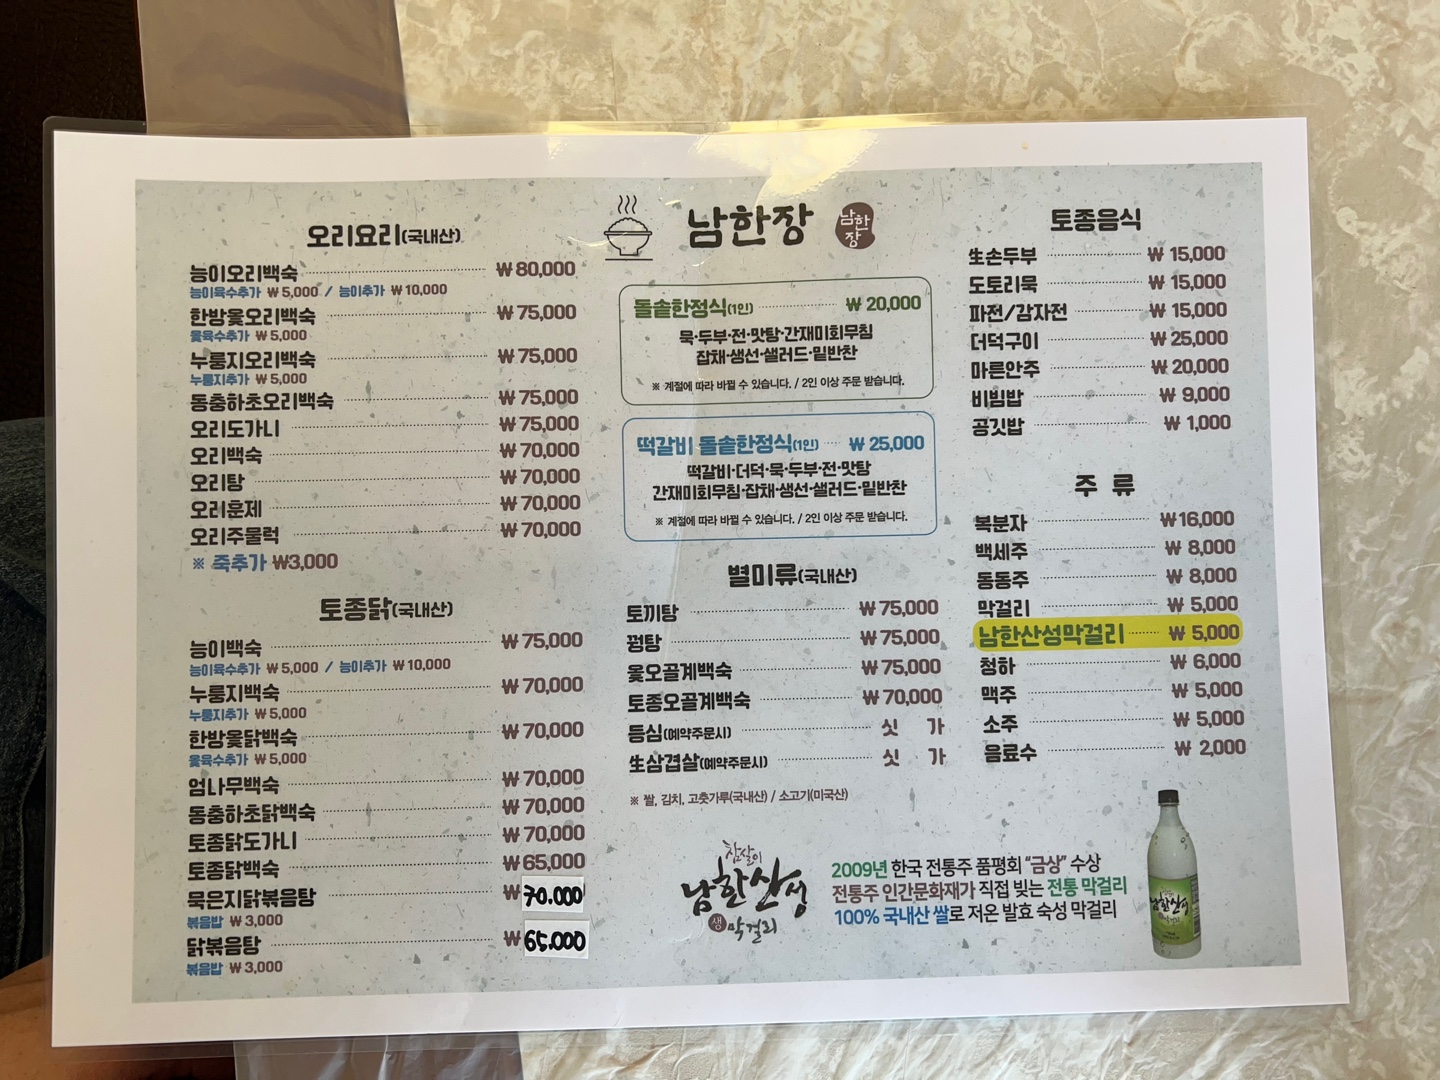 오리요리(국내산)
능이오리백숙 ₩80,000
능이육수추가 ₩5,000 / 능이추가 ₩10,000
한방옻오리백숙 ₩75,000
옻육수추가 ₩5,000
누룽지오리백숙 ₩75,000
누룽지추가 ₩5,000
동충하초오리백숙 ₩75,000
오리도가니 ₩75,000
오리백숙 ₩70,000
오리탕 ₩70,000
오리훈제 ₩70,000
오리주물럭 ₩70,000
※ 죽추가 ₩3,000
토종닭(국내산)
능이백숙 ₩75,000
능이육수추가 ₩5,000 / 능이추가 ₩10,000
누룽지백숙 ₩70,000
누룽지추가 ₩5,000
한방옻닭백숙 ₩70,000
옻육수추가 ₩5,000
엄나무백숙 ₩70,000
동충하초닭백숙 ₩70,000
토종닭도가니 ₩70,000
토종닭백숙 ₩65,000
묵은지닭볶음탕 ₩70.000
볶음밥 ₩3,000
닭볶음탕 ₩65.000
볶음밥 ₩3,000
남한장
남한장
돌솥한정식(1인) ₩20,000
묵·두부·전·맛탕·간재미회무침
잡채·생선·샐러드·밑반찬
※ 계절에 따라 바뀔 수 있습니다. / 2인 이상 주문 받습니다.
떡갈비 돌솥한정식(1인) ₩25,000
떡갈비·더덕·묵·두부·전·맛탕
간재미회무침·잡채·생선·샐러드·밑반찬
※ 계절에 따라 바뀔 수 있습니다. / 2인 이상 주문 받습니다.
별미류(국내산)
토끼탕 ₩75,000
꿩탕 ₩75,000
옻오골계백숙 ₩75,000
토종오골계백숙 ₩70,000
등심(예약주문시) 싯 가
生삼겹살(예약주문시) 싯 가
※ 쌀, 김치, 고춧가루(국내산) / 소고기(미국산)
참살이
남한산성
생 막걸리
2009년 한국 전통주 품평회 “금상” 수상
전통주 인간문화재가 직접 빚는 전통 막걸리
100% 국내산 쌀로 저온 발효 숙성 막걸리
토종음식
生손두부 ₩15,000
도토리묵 ₩15,000
파전/감자전 ₩15,000
더덕구이 ₩25,000
마른안주 ₩20,000
비빔밥 ₩9,000
공깃밥 ₩1,000
주 류
복분자 ₩16,000
백세주 ₩8,000
동동주 ₩8,000
막걸리 ₩5,000
남한산성막걸리 ₩5,000
청하 ₩6,000
맥주 ₩5,000
소주 ₩5,000
음료수 ₩2,000
남한산성